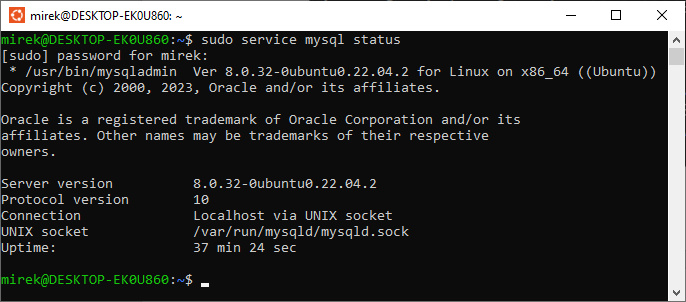 mirek@DESKTOP-EK0U860: ~
mirek@DESKTOP-EK0U860:~$ sudo service mysql status
[sudo] password for mirek:
 * /usr/bin/mysqladmin  Ver 8.0.32-0ubuntu0.22.04.2 for Linux on x86_64 ((Ubuntu))
Copyright (c) 2000, 2023, Oracle and/or its affiliates.

Oracle is a registered trademark of Oracle Corporation and/or its
affiliates. Other names may be trademarks of their respective
owners.

Server version          8.0.32-0ubuntu0.22.04.2
Protocol version        10
Connection              Localhost via UNIX socket
UNIX socket             /var/run/mysqld/mysqld.sock
Uptime:                 37 min 24 sec

mirek@DESKTOP-EK0U860:~$